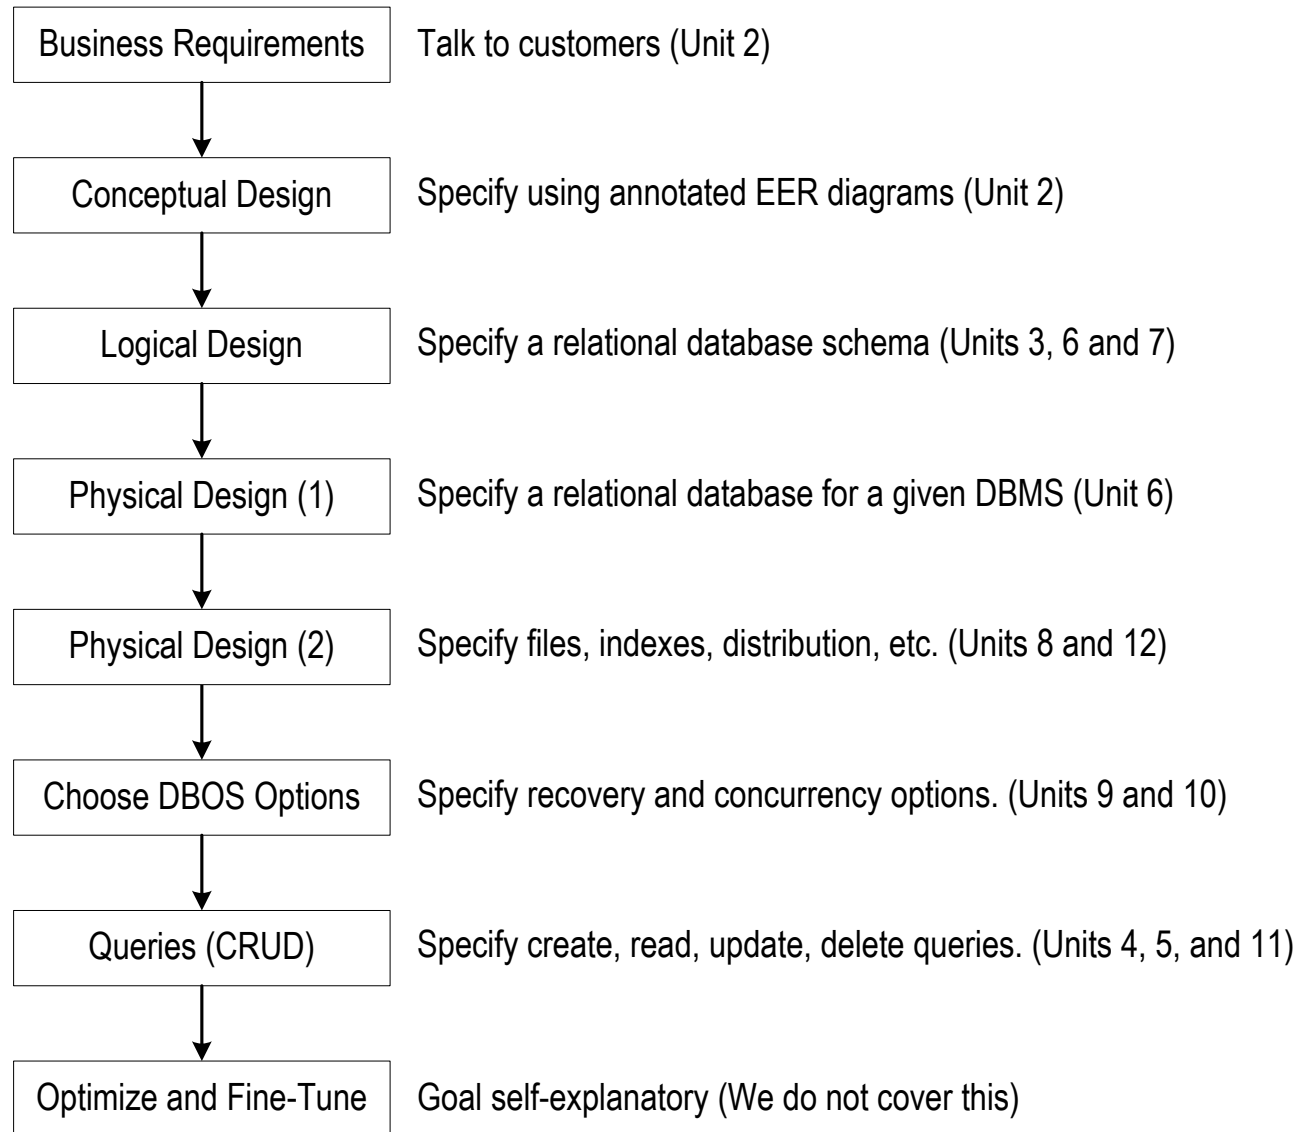 Business Requirements
Talk to customers (Unit 2)
Conceptual Design
Specify using annotated EER diagrams (Unit 2)
Logical Design
Specify a relational database schema (Units 3, 6 and 7)
Physical Design (1)
Specify a relational database for a given DBMS (Unit 6)
Physical Design (2)
Specify files, indexes, distribution, etc. (Units 8 and 12)
Choose DBOS Options
Specify recovery and concurrency options. (Units 9 and 10)
Queries (CRUD)
Specify create, read, update, delete queries. (Units 4, 5, and 11)
Optimize and Fine-Tune
Goal self-explanatory (We do not cover this)